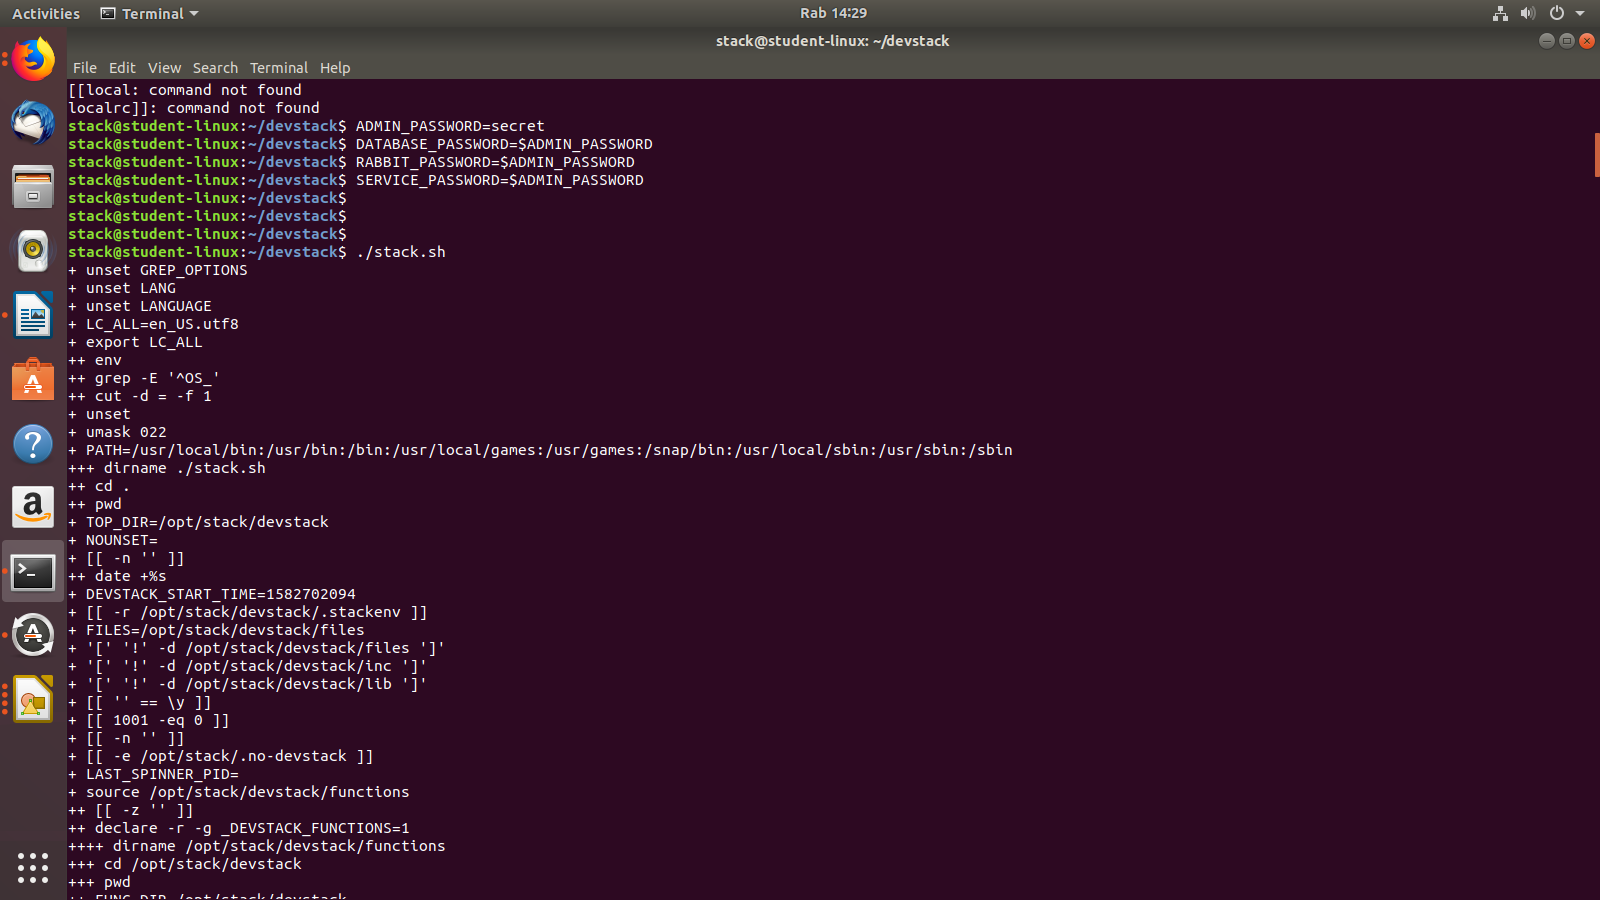 Activities
Terminal
Rab 14:29
stack@student-linux: ~/devstack
File Edit View Search Terminal Help
[[local: command not found
localrc]]: command not found
stack@student-linux:~/devstack$ ADMIN_PASSWORD=secret
stack@student-linux:~/devstack$ DATABASE_PASSWORD=$ADMIN_PASSWORD
stack@student-linux:~/devstack$ RABBIT_PASSWORD=$ADMIN_PASSWORD
stack@student-linux:~/devstack$ SERVICE_PASSWORD=$ADMIN_PASSWORD
stack@student-linux:~/devstack$
stack@student-linux:~/devstack$
stack@student-linux:~/devstack$
stack@student-linux:~/devstack$ ./stack.sh
+ unset GREP_OPTIONS
+ unset LANG
+ unset LANGUAGE
+ LC_ALL=en_US.utf8
+ export LC_ALL
++ env
++ grep -E '^OS_'
++ cut -d = -f 1
+ unset
+ umask 022
+ PATH=/usr/local/bin:/usr/bin:/bin:/usr/local/games:/usr/games:/snap/bin:/usr/local/sbin:/usr/sbin:/sbin
+++ dirname ./stack.sh
++ cd .
++ pwd
+ TOP_DIR=/opt/stack/devstack
+ NOUNSET=
+ [[ -n '' ]]
++ date +%s
+ DEVSTACK_START_TIME=1582702094
+ [[ -r /opt/stack/devstack/.stackenv ]]
+ FILES=/opt/stack/devstack/files
+ '[' '!' -d /opt/stack/devstack/files ']'
+ '[' '!' -d /opt/stack/devstack/inc ']'
+ '[' '!' -d /opt/stack/devstack/lib ']'
+ [[ '' == \y ]]
+ [[ 1001 -eq 0 ]]
+ [[ -n '' ]]
+ [[ -e /opt/stack/.no-devstack ]]
+ LAST_SPINNER_PID=
+ source /opt/stack/devstack/functions
++ [[ -z '' ]]
++ declare -r -g _DEVSTACK_FUNCTIONS=1
++++ dirname /opt/stack/devstack/functions
+++ cd /opt/stack/devstack
+++ pwd
++ FUNC_DIR=/opt/stack/devstack